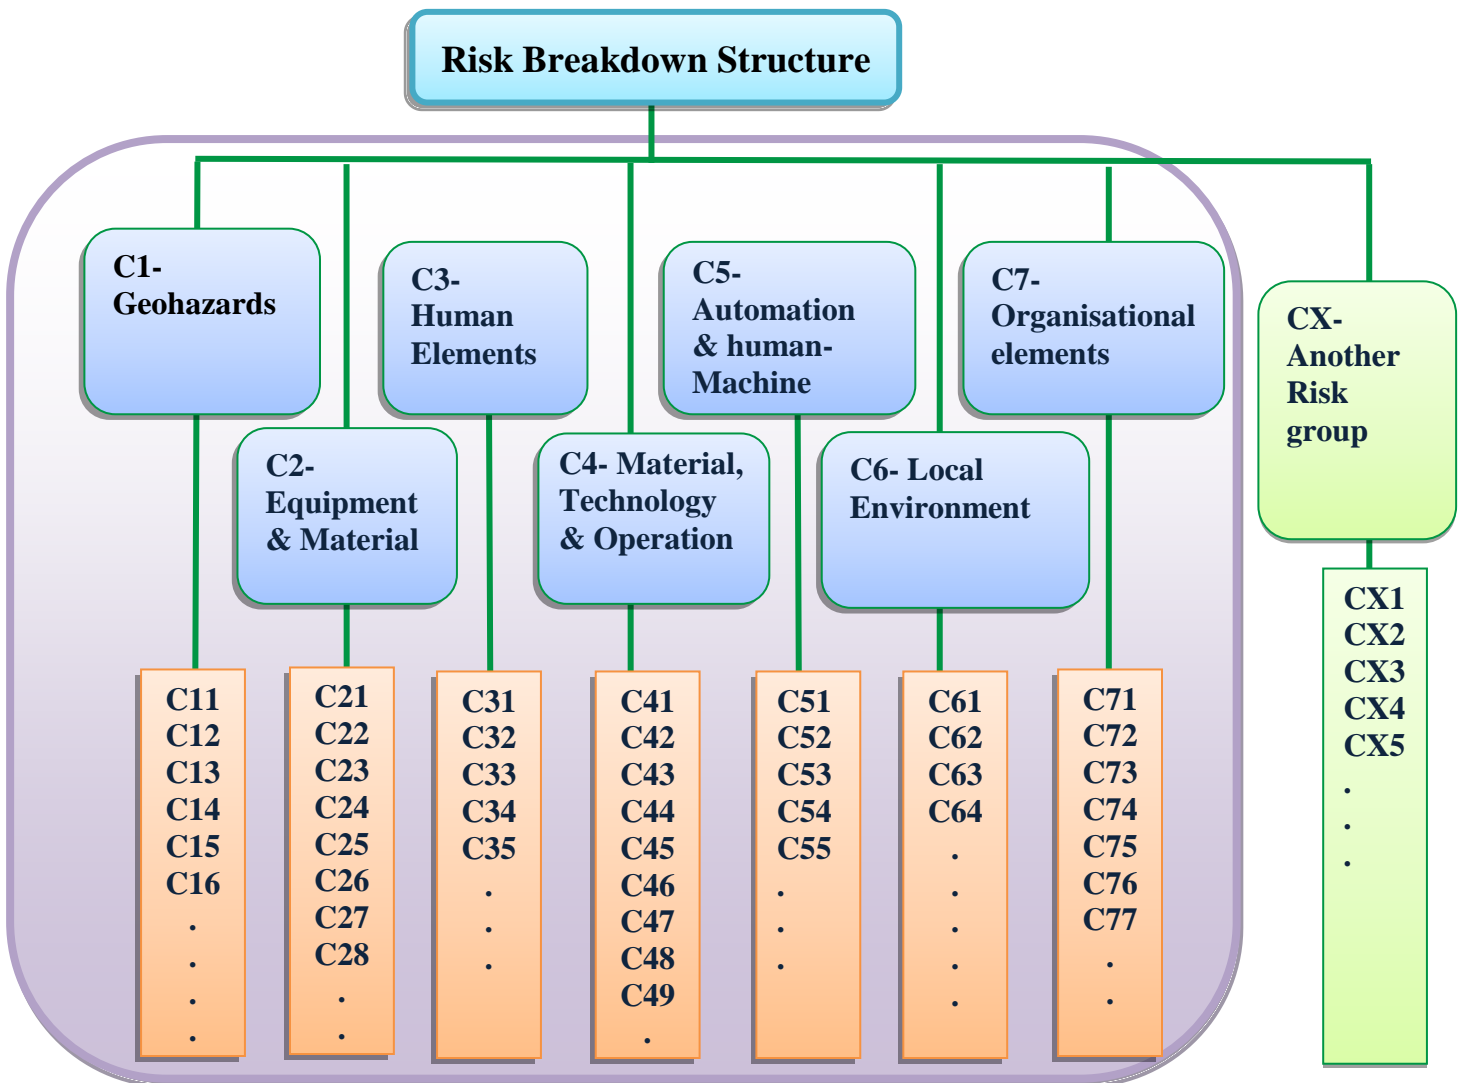 Risk Breakdown Structure
C1-
Geohazards
C3-
Human
Elements
C5-
Automation
& human-
Machine
C7-
Organisational
elements
CX-
Another
Risk
group
C2-
Equipment
& Material
C4- Material,
Technology
& Operation
C6- Local
Environment
C11
C12
C13
C14
C15
C16
.
.
.
.
C21
C22
C23
C24
C25
C26
C27
C28
.
.
C31
C32
C33
C34
C35
.
.
.
C41
C42
C43
C44
C45
C46
C47
C48
C49
.
C51
C52
C53
C54
C55
.
.
.
C61
C62
C63
C64
.
.
.
.
.
C71
C72
C73
C74
C75
C76
C77
.
.
CX1
CX2
CX3
CX4
CX5
.
.
.